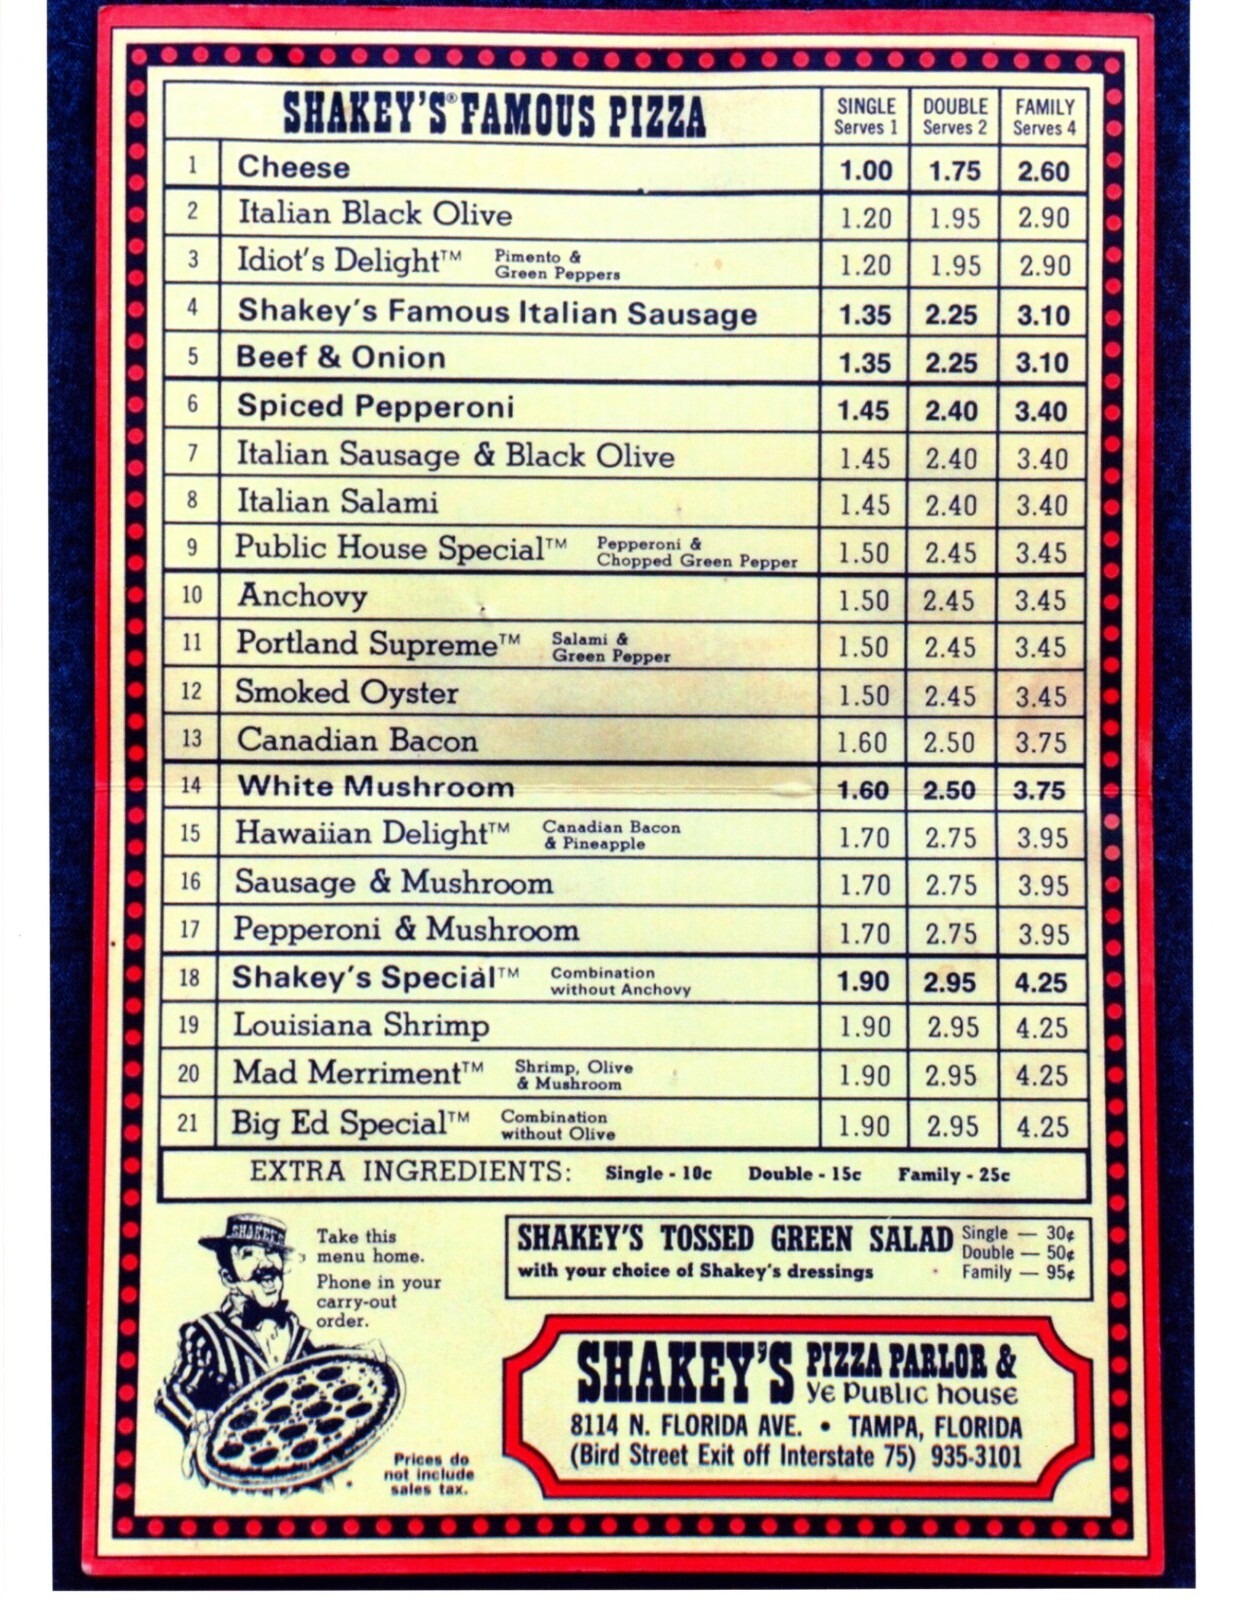 SHAKEY'S® FAMOUS PIZZA SINGLE Serves 1 DOUBLE Serves 2 FAMILY Serves 4
1 Cheese 1.00 1.75 2.60
2 Italian Black Olive 1.20 1.95 2.90
3 Idiot's Delight™ Pimento & Green Peppers 1.20 1.95 2.90
4 Shakey's Famous Italian Sausage 1.35 2.25 3.10
5 Beef & Onion 1.35 2.25 3.10
6 Spiced Pepperoni 1.45 2.40 3.40
7 Italian Sausage & Black Olive 1.45 2.40 3.40
8 Italian Salami 1.45 2.40 3.40
9 Public House Special™ Pepperoni & Chopped Green Pepper 1.50 2.45 3.45
10 Anchovy 1.50 2.45 3.45
11 Portland Supreme™ Salami & Green Pepper 1.50 2.45 3.45
12 Smoked Oyster 1.50 2.45 3.45
13 Canadian Bacon 1.60 2.50 3.75
14 White Mushroom 1.60 2.50 3.75
15 Hawaiian Delight™ Canadian Bacon & Pineapple 1.70 2.75 3.95
16 Sausage & Mushroom 1.70 2.75 3.95
17 Pepperoni & Mushroom 1.70 2.75 3.95
18 Shakey's Special™ Combination without Anchovy 1.90 2.95 4.25
19 Louisiana Shrimp 1.90 2.95 4.25
20 Mad Merriment™ Shrimp, Olive & Mushroom 1.90 2.95 4.25
21 Big Ed Special™ Combination without Olive 1.90 2.95 4.25
EXTRA INGREDIENTS: Single - 10c Double - 15c Family - 25c
SHAKEY'S
Take this
menu home.
Phone in your
carry-out
order.
Prices do
not include
sales tax.
SHAKEY'S TOSSED GREEN SALAD
with your choice of Shakey's dressings
Single — 30¢
Double — 50¢
Family — 95¢
SHAKEY'S PIZZA PARLOR &
Ye Public house
8114 N. FLORIDA AVE. • TAMPA, FLORIDA
(Bird Street Exit off Interstate 75) 935-3101